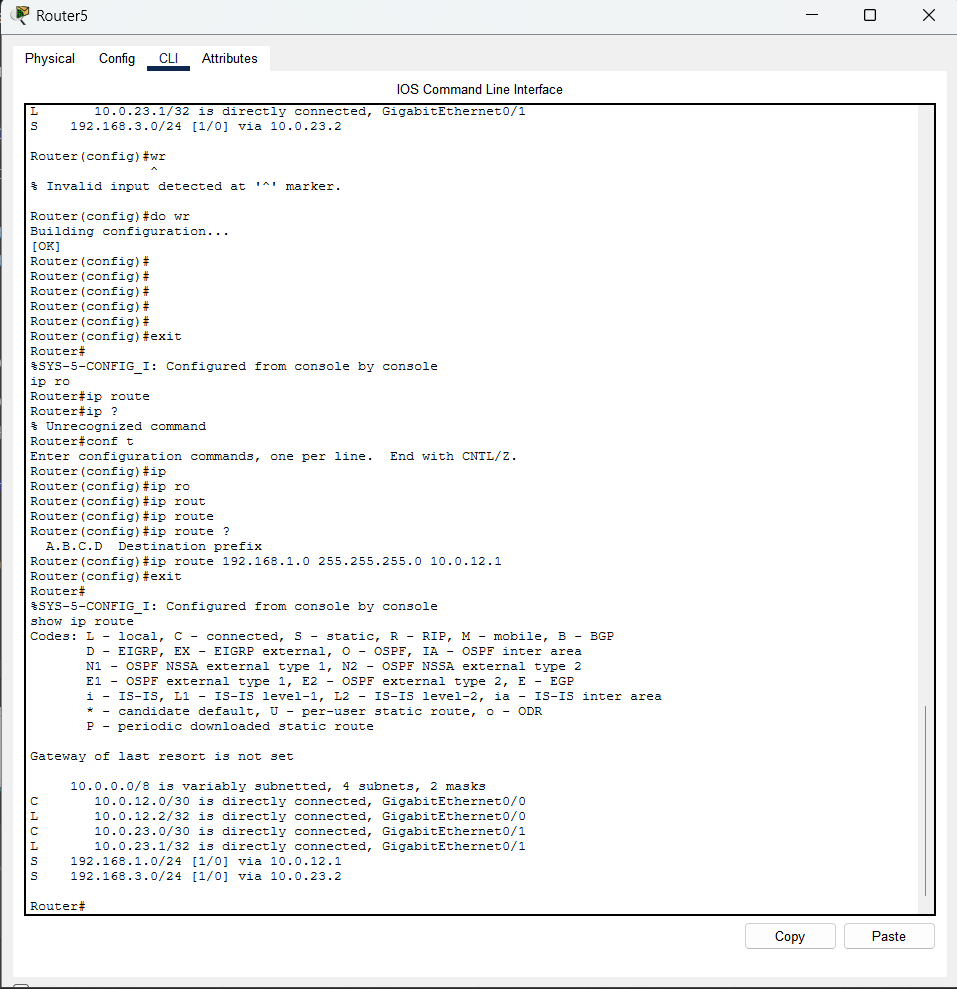 Router5
Physical Config CLI Attributes
IOS Command Line Interface
L       10.0.23.1/32 is directly connected, GigabitEthernet0/1
S    192.168.3.0/24 [1/0] via 10.0.23.2
Router(config)#wr
^
% Invalid input detected at '^' marker.
Router(config)#do wr
Building configuration...
[OK]
Router(config)#
Router(config)#
Router(config)#
Router(config)#
Router(config)#
Router(config)#exit
Router#
%SYS-5-CONFIG_I: Configured from console by console
ip ro
Router#ip route
Router#ip ?
% Unrecognized command
Router#conf t
Enter configuration commands, one per line.  End with CNTL/Z.
Router(config)#ip
Router(config)#ip ro
Router(config)#ip rout
Router(config)#ip route
Router(config)#ip route ?
  A.B.C.D  Destination prefix
Router(config)#ip route 192.168.1.0 255.255.255.0 10.0.12.1
Router(config)#exit
Router#
%SYS-5-CONFIG_I: Configured from console by console
show ip route
Codes: L - local, C - connected, S - static, R - RIP, M - mobile, B - BGP
       D - EIGRP, EX - EIGRP external, O - OSPF, IA - OSPF inter area
       N1 - OSPF NSSA external type 1, N2 - OSPF NSSA external type 2
       E1 - OSPF external type 1, E2 - OSPF external type 2, E - EGP
       i - IS-IS, L1 - IS-IS level-1, L2 - IS-IS level-2, ia - IS-IS inter area
       * - candidate default, U - per-user static route, o - ODR
       P - periodic downloaded static route
Gateway of last resort is not set
     10.0.0.0/8 is variably subnetted, 4 subnets, 2 masks
C       10.0.12.0/30 is directly connected, GigabitEthernet0/0
L       10.0.12.2/32 is directly connected, GigabitEthernet0/0
C       10.0.23.0/30 is directly connected, GigabitEthernet0/1
L       10.0.23.1/32 is directly connected, GigabitEthernet0/1
S    192.168.1.0/24 [1/0] via 10.0.12.1
S    192.168.3.0/24 [1/0] via 10.0.23.2
Router#
Copy Paste